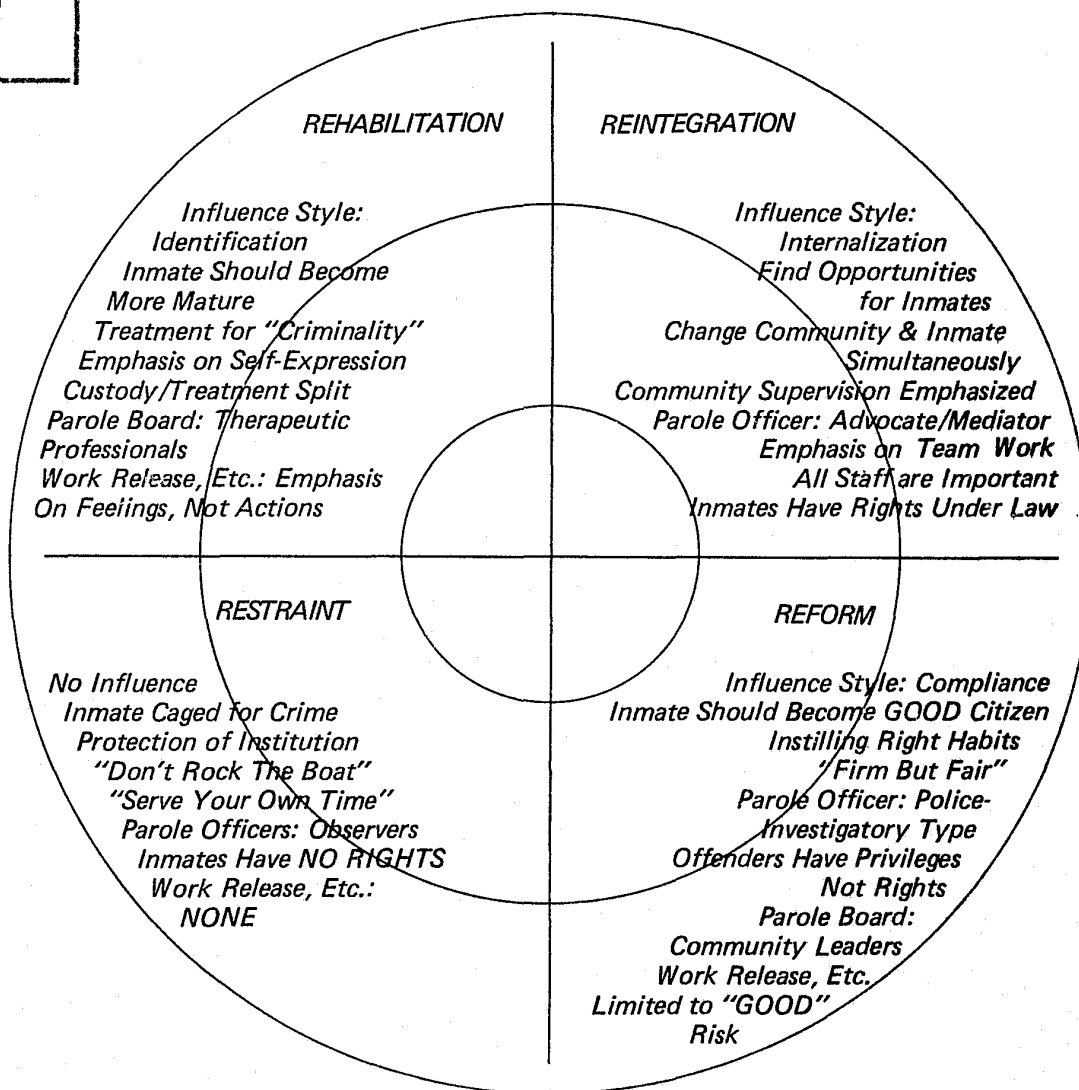 REHABILITATION
Influence Style:
Identification
Inmate Should Become
More Mature
Treatment for "Criminality"
Emphasis on Self-Expression
Custody/Treatment Split
Parole Board: Therapeutic
Professionals
Work Release, Etc.: Emphasis
On Feelings, Not Actions
REINTEGRATION
Influence Style:
Internalization
Find Opportunities
for Inmates
Change Community & Inmate
Simultaneously
Community Supervision Emphasized
Parole Officer: Advocate/Mediator
Emphasis on Team Work
All Staff are Important
Inmates Have Rights Under Law
RESTRAINT
No Influence
Inmate Caged for Crime
Protection of Institution
"Don't Rock The Boat"
"Serve Your Own Time"
Parole Officers: Observers
Inmates Have NO RIGHTS
Work Release, Etc.:
NONE
REFORM
Influence Style: Compliance
Inmate Should Become GOOD Citizen
Instilling Right Habits
"Firm But Fair"
Parole Officer: Police-
Investigatory Type
Offenders Have Privileges
Not Rights
Parole Board:
Community Leaders
Work Release, Etc.
Limited to "GOOD"
Risk